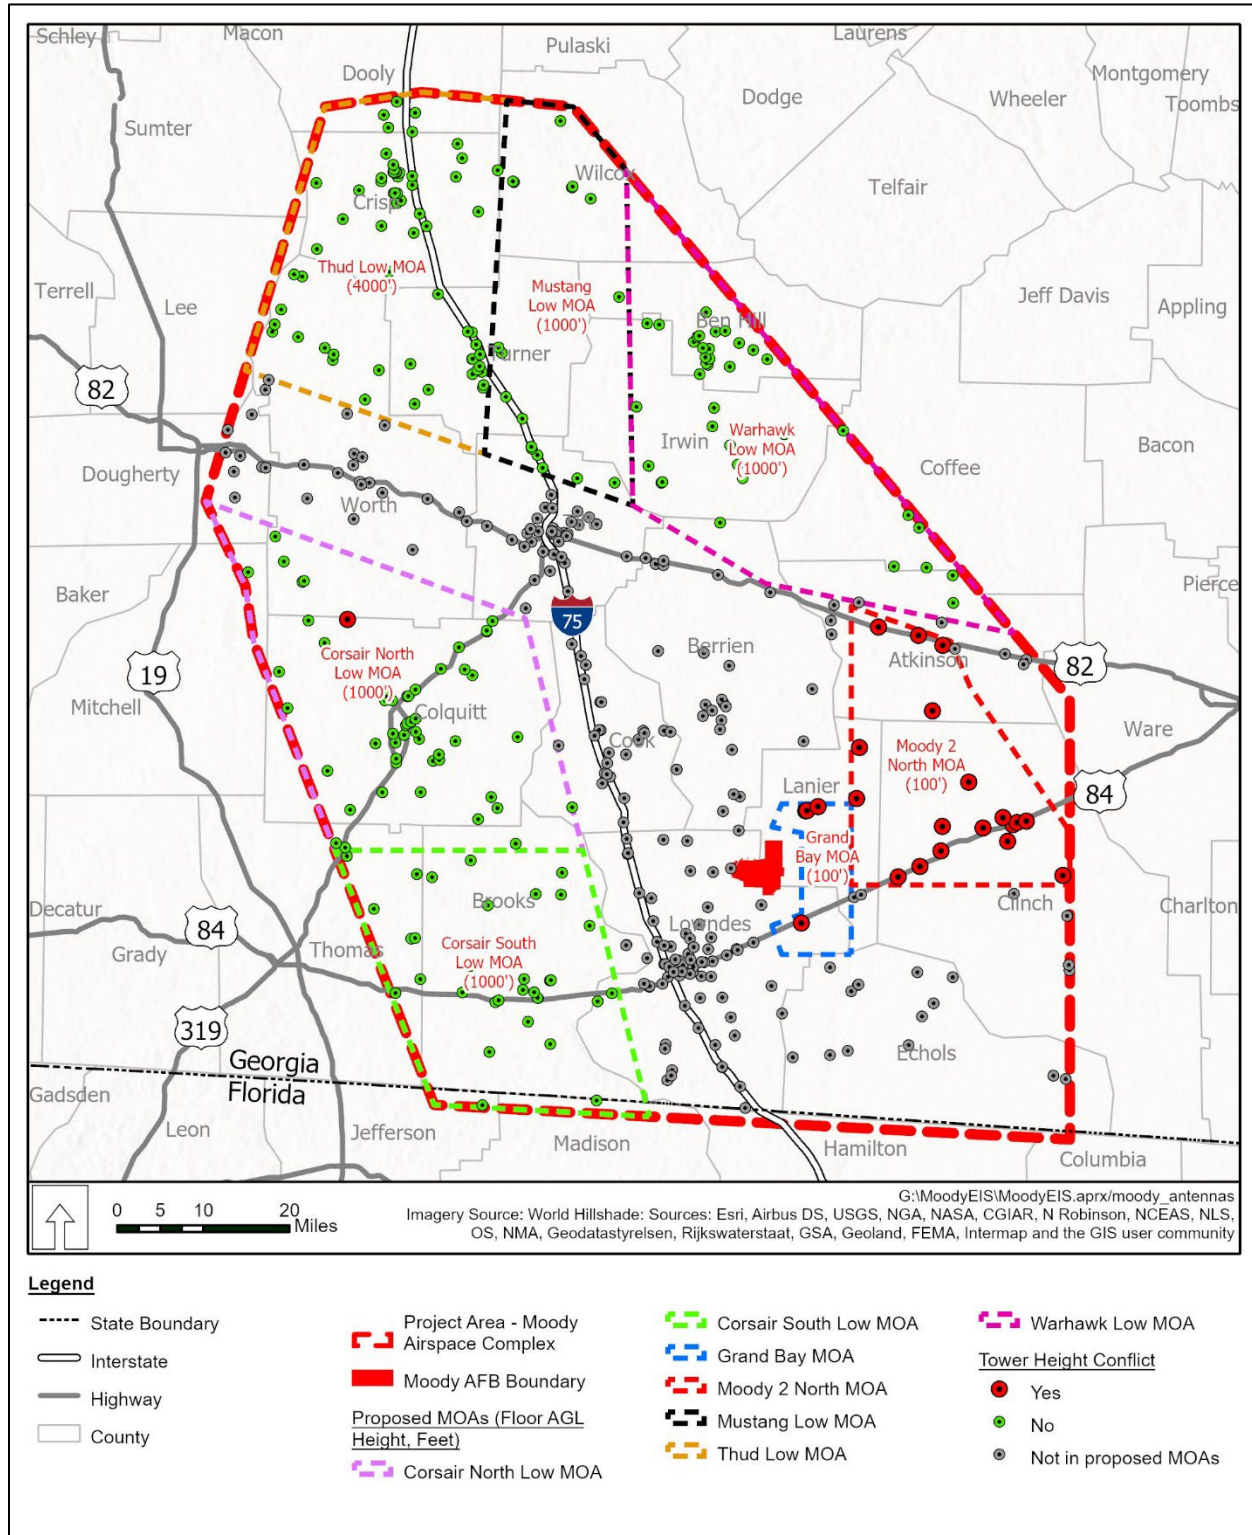 Schley
Macon
Pulaski
Laurens
Dooly
Montgomery
Dodge
Wheeler
Toombs
Sumter
Wilcox
Telfair
Crisp
Thud Low MOA
(4000')
Mustang
Low MOA
(1000')
Terrell
Lee
Jeff Davis
Appling
Ben Hill
Turner
82
Irwin
Warhawk
Low MOA
(1000')
Bacon
Coffee
Dougherty
Worth
Baker
Pierce
75
Berrien
Atkinson
82
Corsair North
Low MOA
(1000')
19
Mitchell
Colquitt
Cook
Ware
Moody 2
North MOA
(100')
Lanier
84
Grand
Bay MOA
(100')
Brooks
Decatur
Clinch
Charlton
84
Grady
Thomas
Lowndes
Corsair South
Low MOA
(1000')
319
Echols
Georgia
Florida
Gadsden
Leon
Jefferson
Madison
Hamilton
Columbia
0 5 10 20
Miles
G:\MoodyEIS\MoodyEIS.aprx/moody_antennas
Imagery Source: World Hillshade: Sources: Esri, Airbus DS, USGS, NGA, NASA, CGIAR, N Robinson, NCEAS, NLS,
OS, NMA, Geodatastyrelsen, Rijkswaterstaat, GSA, Geoland, FEMA, Intermap and the GIS user community
Legend
State Boundary
Interstate
Highway
County
Project Area - Moody
Airspace Complex
Moody AFB Boundary
Proposed MOAs (Floor AGL
Height, Feet)
Corsair North Low MOA
Corsair South Low MOA
Grand Bay MOA
Moody 2 North MOA
Mustang Low MOA
Thud Low MOA
Warhawk Low MOA
Tower Height Conflict
Yes
No
Not in proposed MOAs